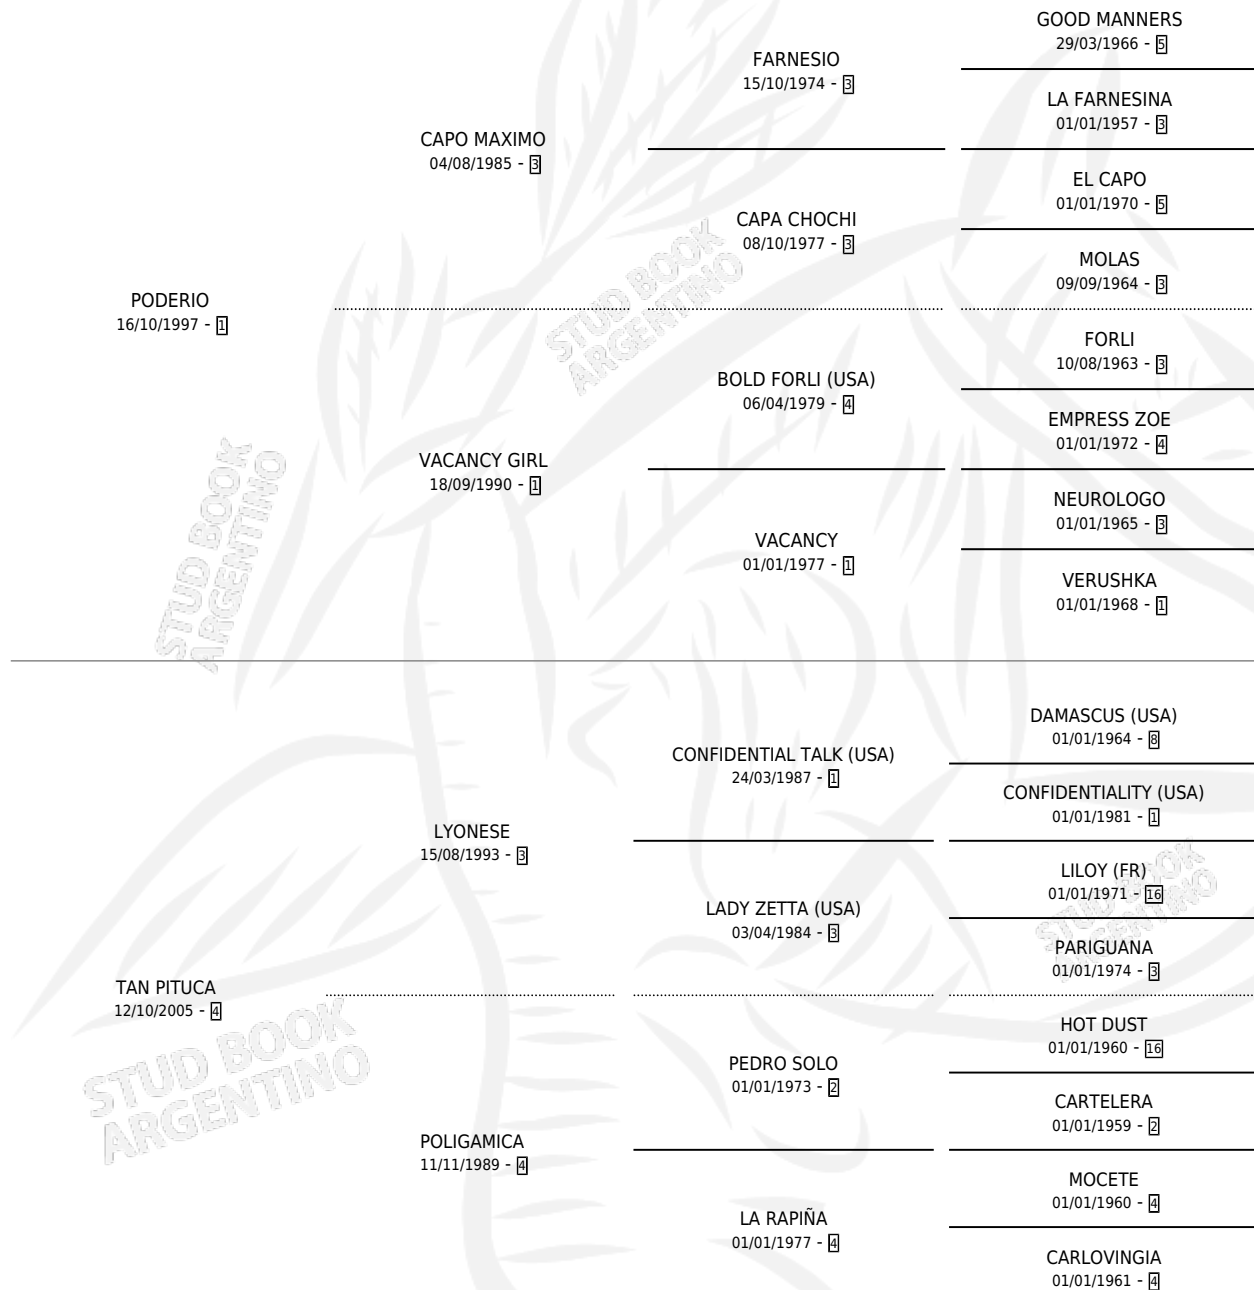 GOOD MANNERS
29/03/1966 - 5
FARNESIO
15/10/1974 - 3
LA FARNESINA
01/01/1957 - 3
CAPO MAXIMO
04/08/1985 - 3
EL CAPO
01/01/1970 - 5
CAPA CHOCHI
08/10/1977 - 3
MOLAS
09/09/1964 - 3
PODERIO
16/10/1997 - 1
FORLI
10/08/1963 - 3
BOLD FORLI (USA)
06/04/1979 - 4
EMPRESS ZOE
01/01/1972 - 4
VACANCY GIRL
18/09/1990 - 1
NEUROLOGO
01/01/1965 - 3
VACANCY
01/01/1977 - 1
VERUSHKA
01/01/1968 - 1
DAMASCUS (USA)
01/01/1964 - 8
CONFIDENTIAL TALK (USA)
24/03/1987 - 1
CONFIDENTIALITY (USA)
01/01/1981 - 1
LYONESE
15/08/1993 - 3
LILOY (FR)
01/01/1971 - 16
LADY ZETTA (USA)
03/04/1984 - 3
PARIGUANA
01/01/1974 - 3
TAN PITUCA
12/10/2005 - 4
HOT DUST
01/01/1960 - 16
PEDRO SOLO
01/01/1973 - 2
CARTELERA
01/01/1959 - 2
POLIGAMICA
11/11/1989 - 4
MOCETE
01/01/1960 - 4
LA RAPIÑA
01/01/1977 - 4
CARLOVINGIA
01/01/1961 - 4
STUD BOOK
ARGENTINO
STUD BOOK
ARGENTINO
STUD BOOK
ARGENTINO
STUD BOOK
ARGENTINO